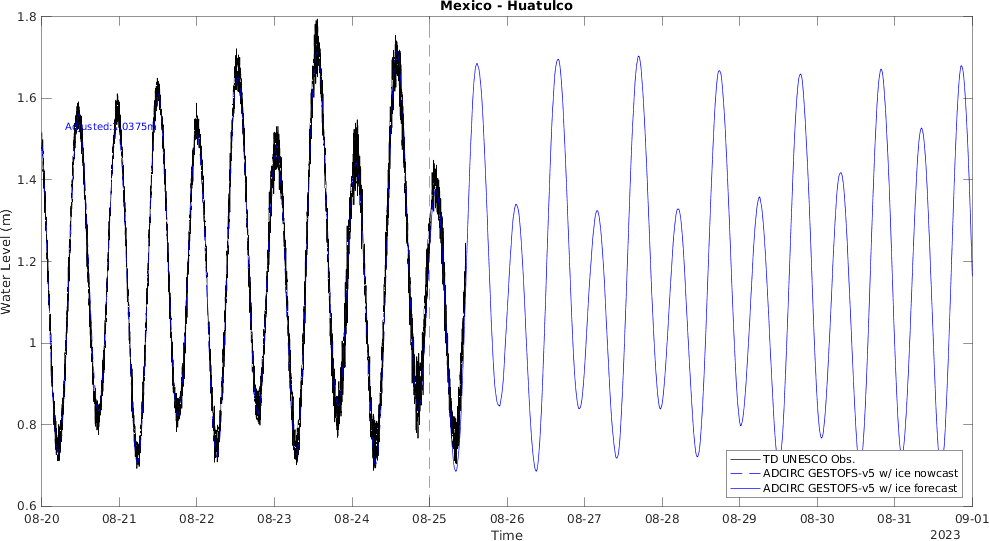 Mexico - Huatulco
1.8
1.6
1.4
1.2
1
0.8
0.6
Water Level (m)
Adjusted:
0375m
TD UNESCO Obs.
ADCIRC GESTOFS-v5 w/ ice nowcast
ADCIRC GESTOFS-v5 w/ ice forecast
08-20 08-21 08-22 08-23 08-24 08-25 08-26 08-27 08-28 08-29 08-30 08-31 09-01
Time
2023